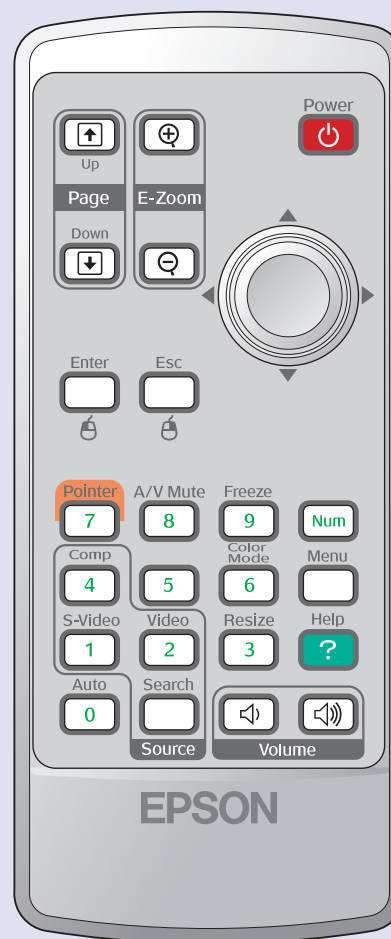 Power
Up
Page E-Zoom
Down
Enter Esc
Pointer A/V Mute Freeze
7 8 9 Num
Comp Color Mode Menu
4 5 6
S-Video Video Resize Help
1 2 3 ?
Auto Search
0
Source Volume
EPSON